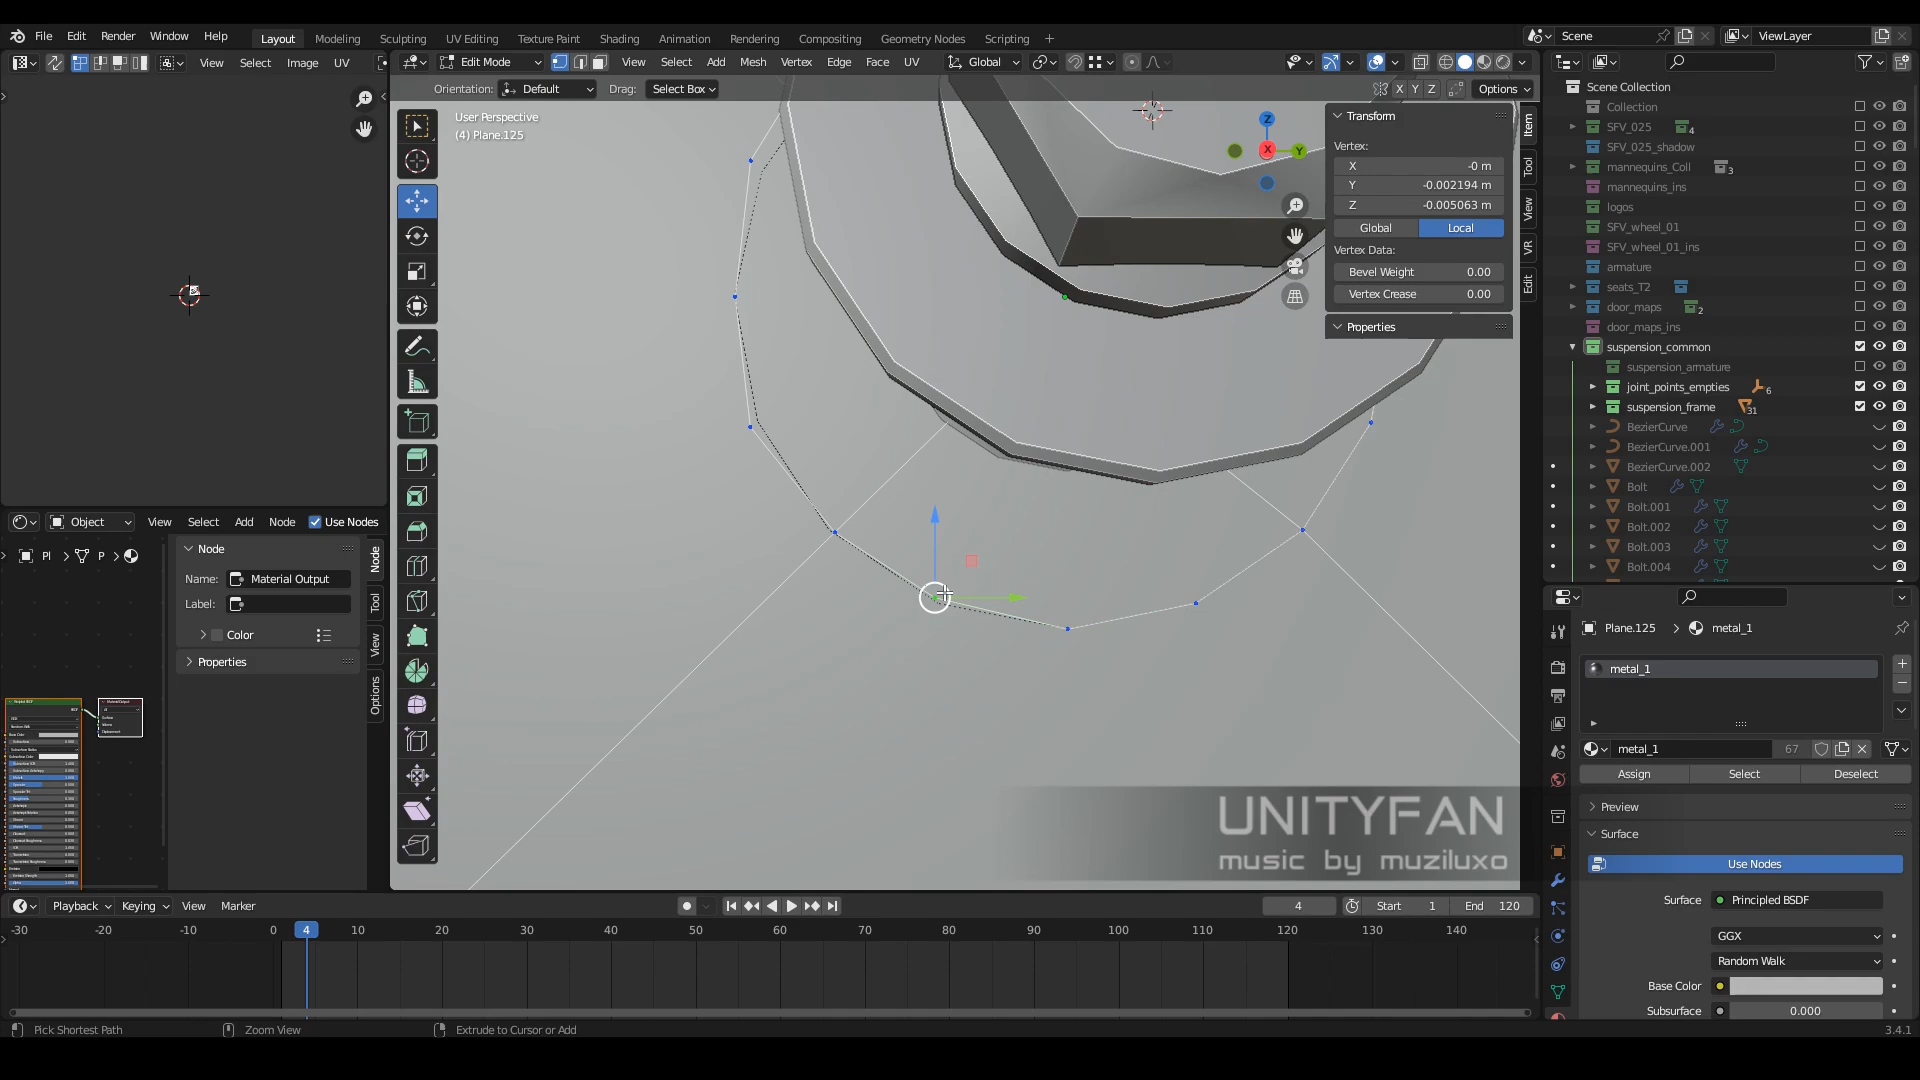 File Edit Render Window Help Layout Modeling Sculpting UV Editing Texture Paint Shading Animation Rendering Compositing Geometry Nodes Scripting Scene ViewLayer
View Select Image UV Edit Mode View Select Add Mesh Vertex Edge Face UV Global
Orientation: Default Drag: Select Box X Y Z Options
User Perspective
(4) Plane.125
Z
X
Y
Transform
Vertex:
X -0 m
Y -0.002194 m
Z -0.005063 m
Global Local
Vertex Data:
Bevel Weight 0.00
Vertex Crease 0.00
Properties
Item
Tool
View
VR
Edit
Scene Collection
Collection
SFV_025 4
SFV_025_shadow
mannequins_Coll 3
mannequins_ins
logos
SFV_wheel_01
SFV_wheel_01_ins
armature
seats_T2
door_maps 2
door_maps_ins
suspension_common
suspension_armature
joint_points_empties 6
suspension_frame 31
BezierCurve
BezierCurve.001
BezierCurve.002
Bolt
Bolt.001
Bolt.002
Bolt.003
Bolt.004
Object View Select Add Node Use Nodes
Pl P
Node
Name: Material Output
Label:
Color
Properties
Node
Tool
View
Options
Plane.125 metal_1
metal_1
metal_1 67
Assign Select Deselect
Preview
Surface
Use Nodes
Surface Principled BSDF
GGX
Random Walk
Base Color
Subsurface 0.000
UNITYFAN
music by muziluxo
Playback Keying View Marker 4 Start 1 End 120
-30 -20 -10 0 4 10 20 30 40 50 60 70 80 90 100 110 120 130 140
Pick Shortest Path Zoom View Extrude to Cursor or Add 3.4.1